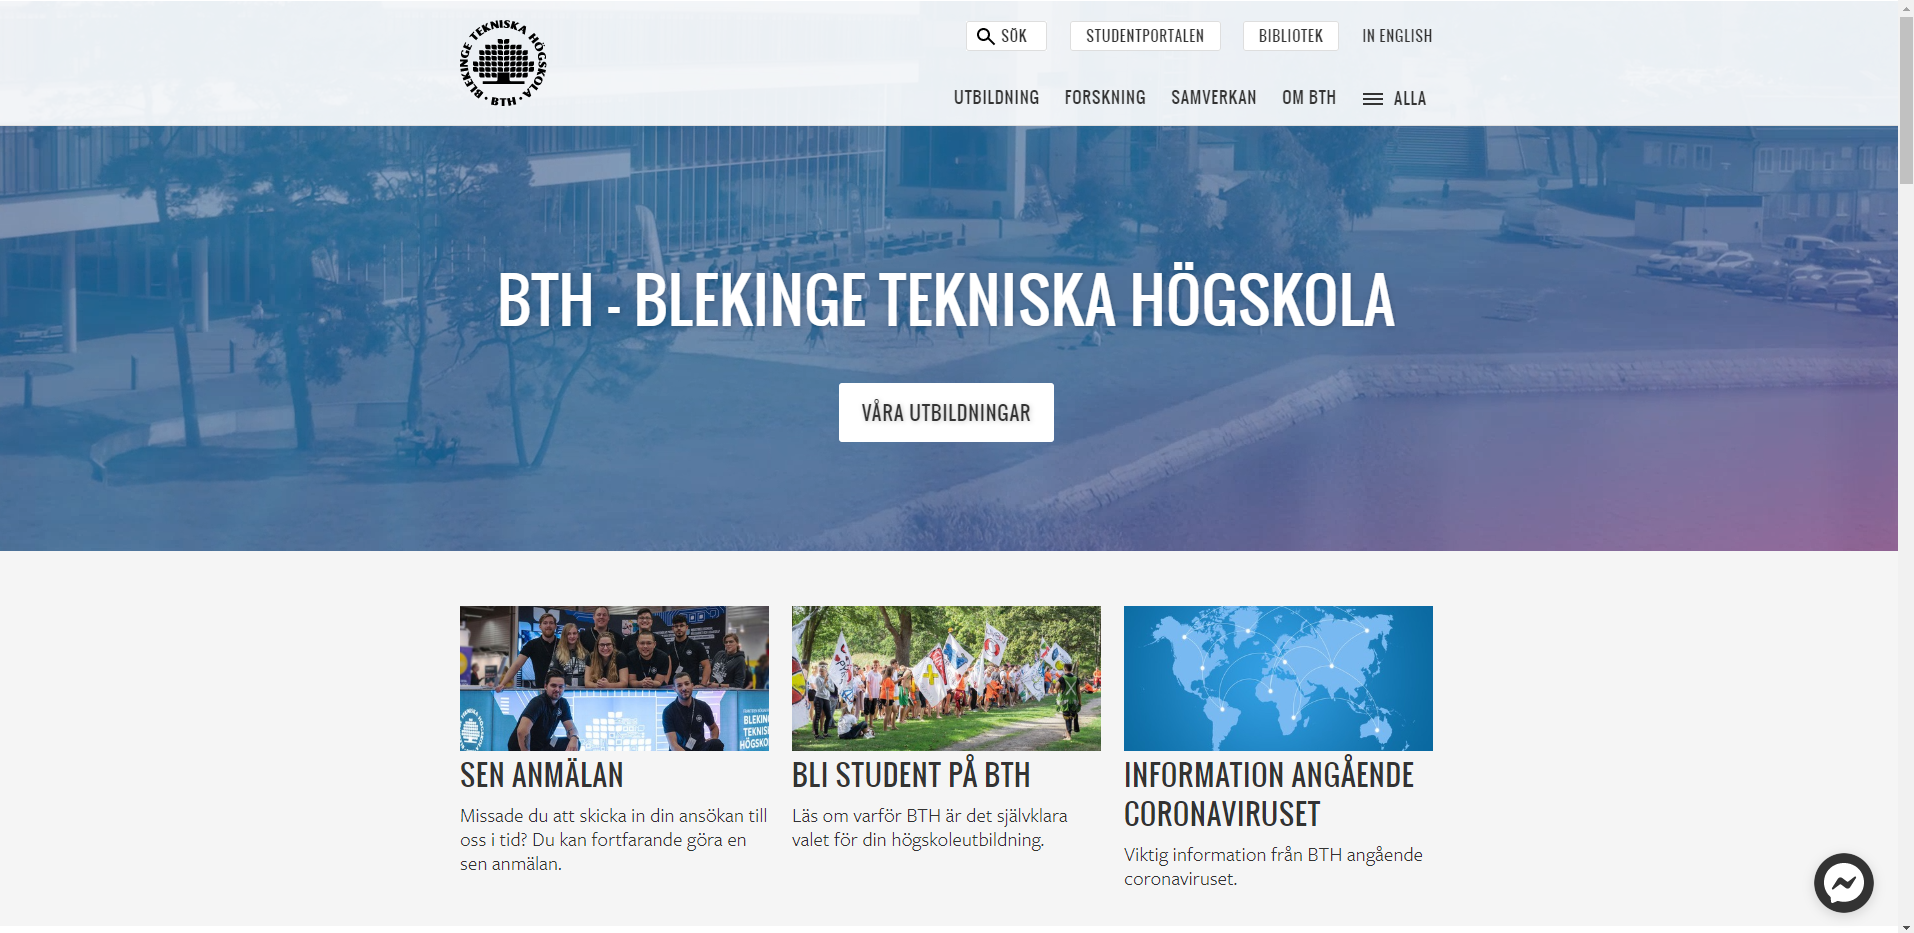 BLEKINGE TEKNISKA HÖGSKOLA · BTH ·
SÖK
STUDENTPORTALEN
BIBLIOTEK
IN ENGLISH
UTBILDNING
FORSKNING
SAMVERKAN
OM BTH
ALLA
BTH - BLEKINGE TEKNISKA HÖGSKOLA
VÅRA UTBILDNINGAR
BLEKING
TEKNISK
HÖGSKO
SEN ANMÄLAN
Missade du att skicka in din ansökan till
oss i tid? Du kan fortfarande göra en
sen anmälan.
BLI STUDENT PÅ BTH
Läs om varför BTH är det självklara
valet för din högskoleutbildning.
INFORMATION ANGÅENDE
CORONAVIRUSET
Viktig information från BTH angående
coronaviruset.